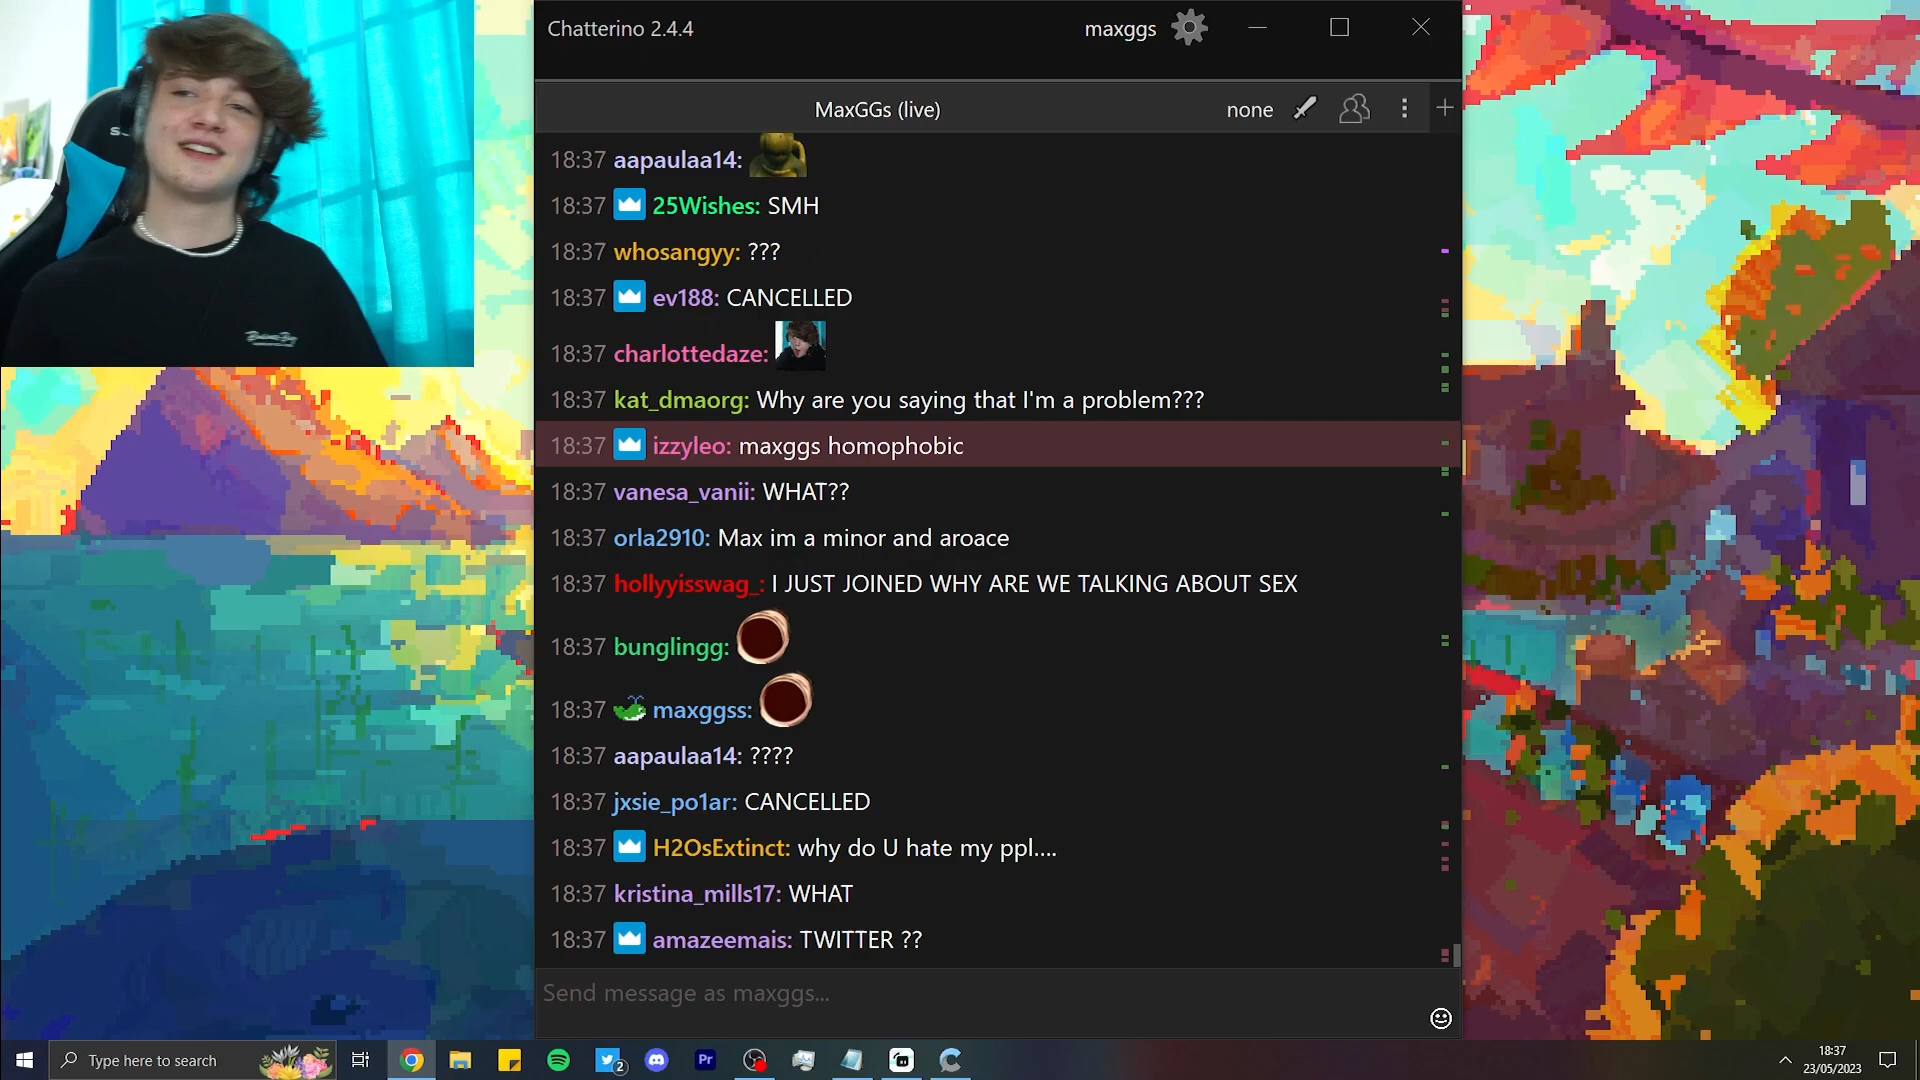 Chatterino 2.4.4
maxggs
MaxGGs (live)
none
18:37 aapaulaa14:
18:37 25Wishes: SMH
18:37 whosangyy: ???
18:37 ev188: CANCELLED
18:37 charlottedaze:
18:37 kat_dmaorg: Why are you saying that I'm a problem???
18:37 izzyleo: maxggs homophobic
18:37 vanesa_vanii: WHAT??
18:37 orla2910: Max im a minor and aroace
18:37 hollyyisswag_: I JUST JOINED WHY ARE WE TALKING ABOUT SEX
18:37 bunglingg:
18:37 maxggss:
18:37 aapaulaa14: ????
18:37 jxsie_po1ar: CANCELLED
18:37 H2OsExtinct: why do U hate my ppl....
18:37 kristina_mills17: WHAT
18:37 amazeemais: TWITTER ??
Send message as maxggs...
Type here to search
2
Pr
18:37
23/05/2023